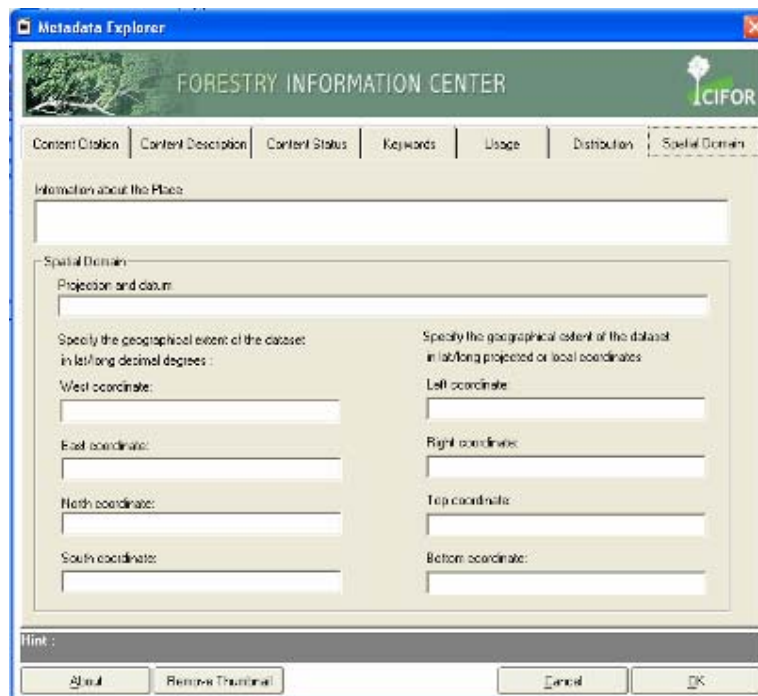 Metadata Explorer
FORESTRY INFORMATION CENTER
CIFOR
Content Citation Content Description Content Status Keywords Usage Distribution Spatial Domain
Information about the Place
Spatial Domain
Projection and datum
Specify the geographical extent of the dataset
in lat/long decimal degrees :
West coordinate:
East coordinate:
North coordinate:
South coordinate:
Specify the geographical extent of the dataset
in lat/long projected or local coordinates
Left coordinate:
Right coordinate:
Top coordinate:
Bottom coordinate:
Hint :
About Remove Thumbnail Cancel OK